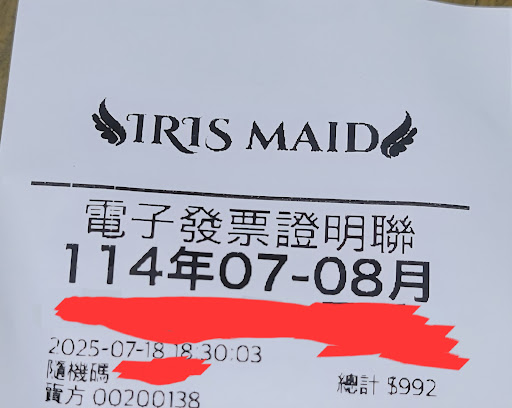 IRIS MAID
電子發票證明聯
114年07-08月
2025-07-18 18:30:03
隨機碼
總計 $992
賣方 00200138